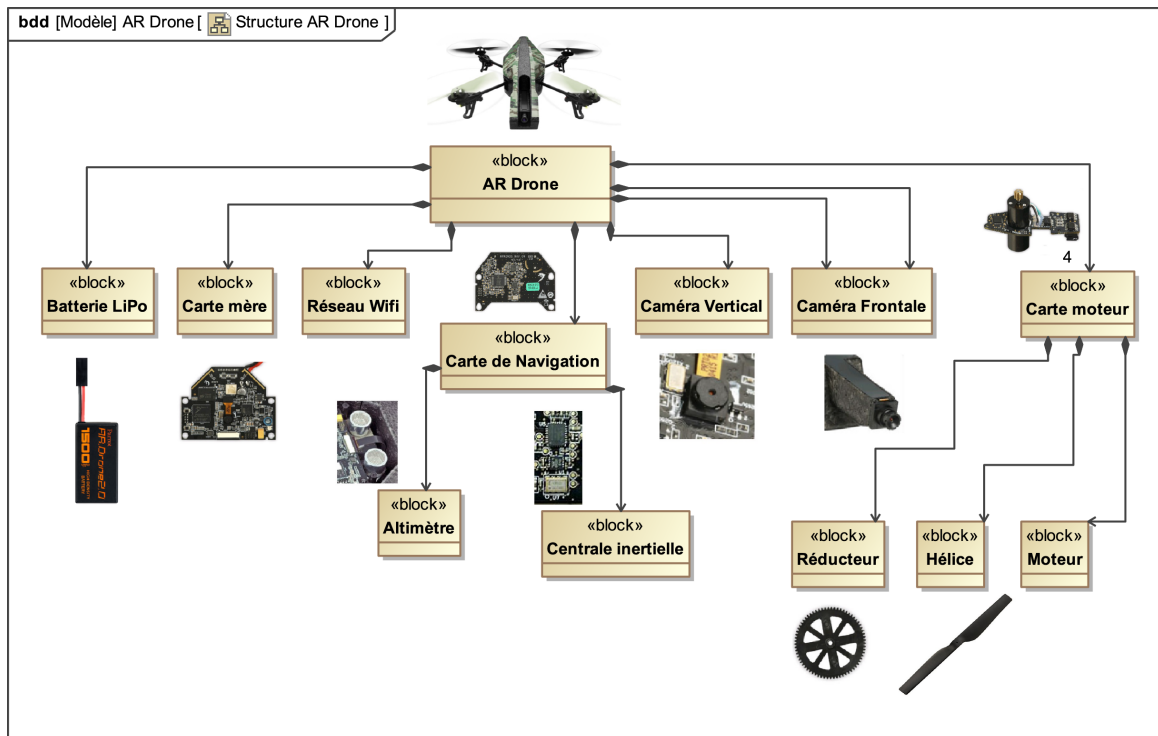 bdd [Modèle] AR Drone [ Structure AR Drone ]
«block»
AR Drone
4
«block»
Batterie LiPo
«block»
Carte mère
«block»
Réseau Wifi
«block»
Carte de Navigation
«block»
Caméra Vertical
«block»
Caméra Frontale
«block»
Carte moteur
1500
AR.Drone2.0
«block»
Altimètre
«block»
Centrale inertielle
«block»
Réducteur
«block»
Hélice
«block»
Moteur